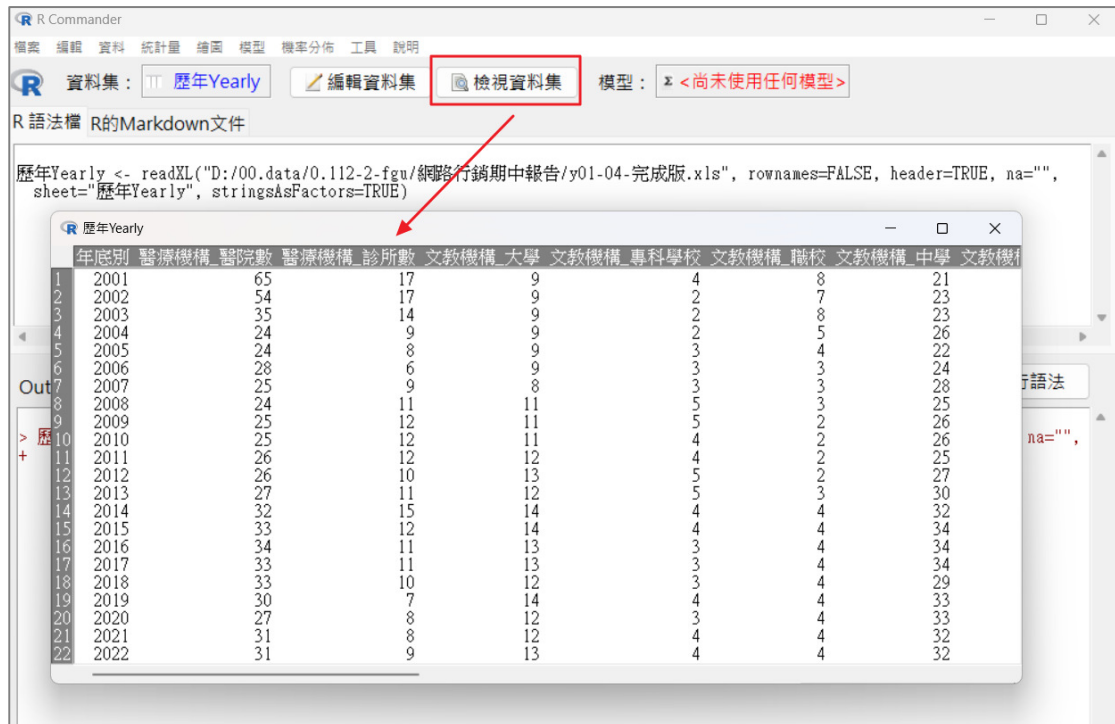 R Commander
檔案 編輯 資料 統計量 繪圖 模型 機率分佈 工具 說明
資料集： 歷年Yearly 編輯資料集 檢視資料集 模型： Σ <尚未使用任何模型>
R 語法檔 R的Markdown文件
歷年Yearly <- readXL("D:/00.data/0.112-2-fgu/網路行銷期中報告/y01-04-完成版.xls", rownames=FALSE, header=TRUE, na="",
sheet="歷年Yearly", stringsAsFactors=TRUE)
歷年Yearly
年底別 醫療機構_醫院數 醫療機構_診所數 文教機構_大學 文教機構_專科學校 文教機構_職校 文教機構_中學 文教機
1 2001 65 17 9 4 8 21
2 2002 54 17 9 2 7 23
3 2003 35 14 9 2 8 23
4 2004 24 9 9 2 5 26
5 2005 24 8 9 3 4 22
6 2006 28 6 9 3 3 24
7 2007 25 9 8 3 3 28
8 2008 24 11 11 5 3 25
9 2009 25 12 11 5 2 26
10 2010 25 12 11 4 2 26
11 2011 26 12 12 4 2 25
12 2012 26 10 13 5 2 27
13 2013 27 11 12 5 3 30
14 2014 32 15 14 4 4 32
15 2015 33 12 14 4 4 34
16 2016 34 11 13 3 4 34
17 2017 33 11 13 3 4 34
18 2018 33 10 12 3 4 29
19 2019 30 7 14 4 4 33
20 2020 27 8 12 3 4 33
21 2021 31 8 12 4 4 32
22 2022 31 9 13 4 4 32
Out
行語法
> 歷
na="",
+